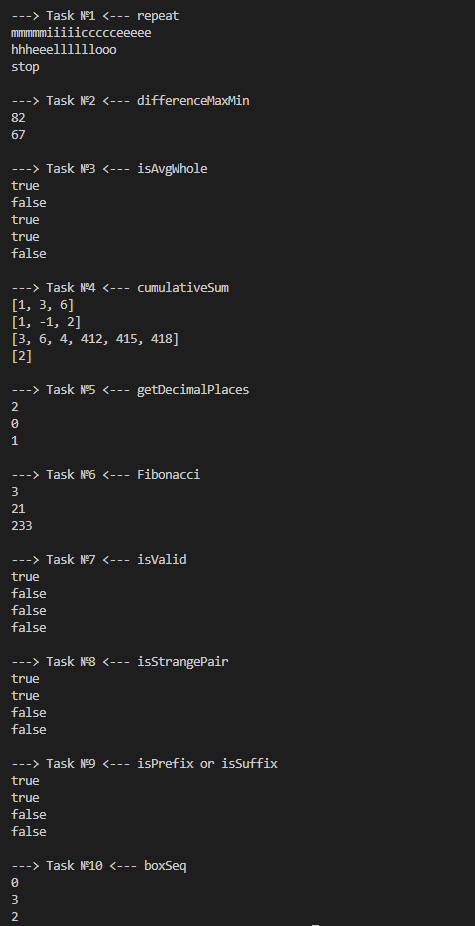 ---> Task №1 <--- repeat
mmmmmiiiiiccccceeeee
hhheeellllllooo
stop
---> Task №2 <--- differenceMaxMin
82
67
---> Task №3 <--- isAvgWhole
true
false
true
true
false
---> Task №4 <--- cumulativeSum
[1, 3, 6]
[1, -1, 2]
[3, 6, 4, 412, 415, 418]
[2]
---> Task №5 <--- getDecimalPlaces
2
0
1
---> Task №6 <--- Fibonacci
3
21
233
---> Task №7 <--- isValid
true
false
false
false
---> Task №8 <--- isStrangePair
true
true
false
false
---> Task №9 <--- isPrefix or isSuffix
true
true
false
false
---> Task №10 <--- boxSeq
0
3
2